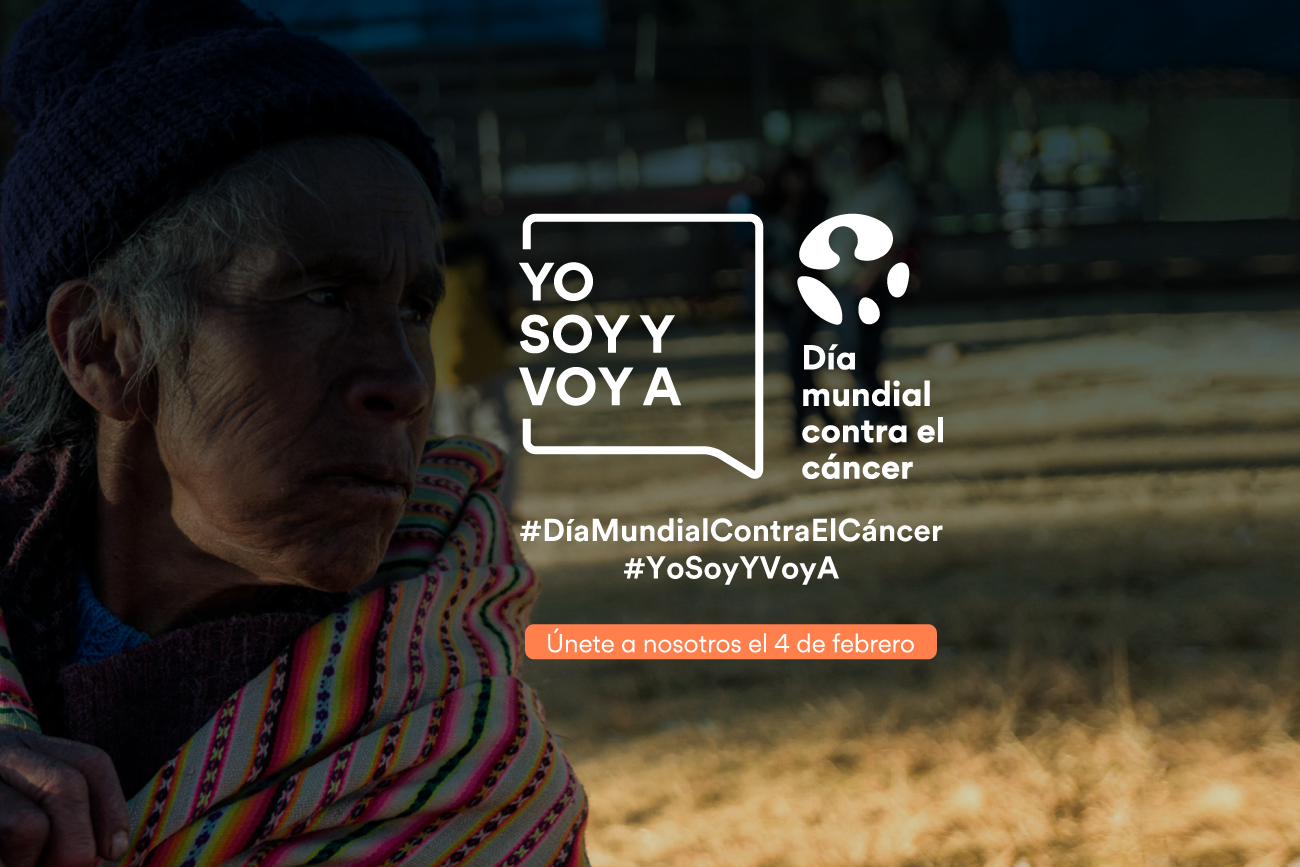 YO
SOY Y
VOY A
Día
mundial
contra el
cáncer
#DíaMundialContraElCáncer
#YoSoyYVoyA
Únete a nosotros el 4 de febrero